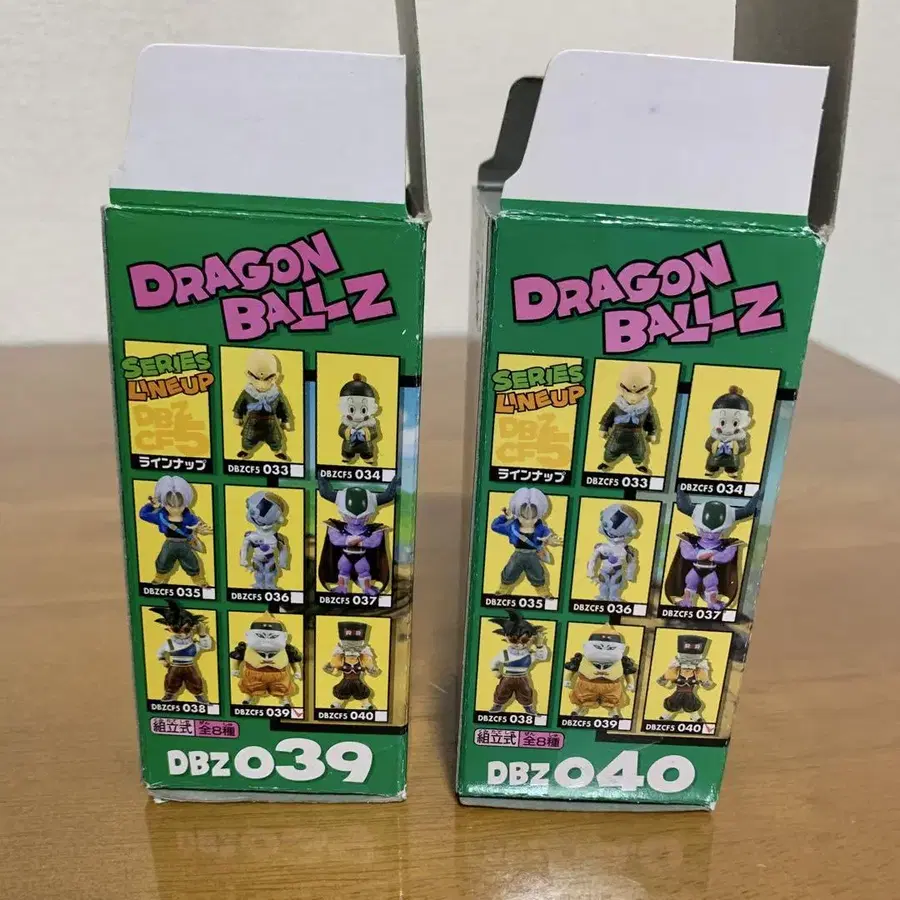 DRAGON
BALLZ
SERIES
LINEUP
DBZ
CF5
ラインナップ
DBZCF5 033
DBZCF5 034
DBZCF5 035
DBZCF5 036
DBZCF5 037
DBZCF5 038
DBZCF5 039
DBZCF5 040
組立式 全8種
DBZ039
DRAGON
BALLZ
SERIES
LINEUP
DBZ
CF5
ラインナップ
DBZCF5 033
DBZCF5 034
DBZCF5 035
DBZCF5 036
DBZCF5 037
DBZCF5 038
DBZCF5 039
DBZCF5 040
組立式 全8種
DBZ040